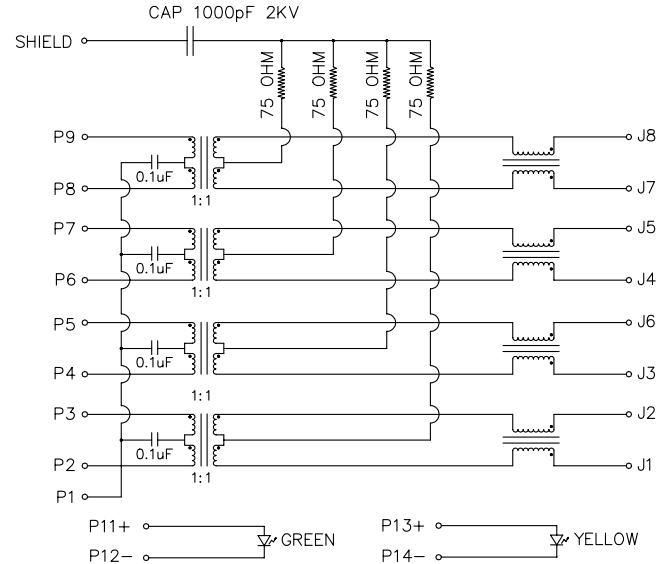 CAP 1000pF 2KV
SHIELD
75 OHM
75 OHM
75 OHM
75 OHM
P9
J8
0.1uF
P8
J7
1:1
P7
J5
0.1uF
P6
J4
1:1
P5
J6
0.1uF
P4
J3
1:1
P3
J2
0.1uF
P2
J1
1:1
P1
P11+
GREEN
P12-
P13+
YELLOW
P14-